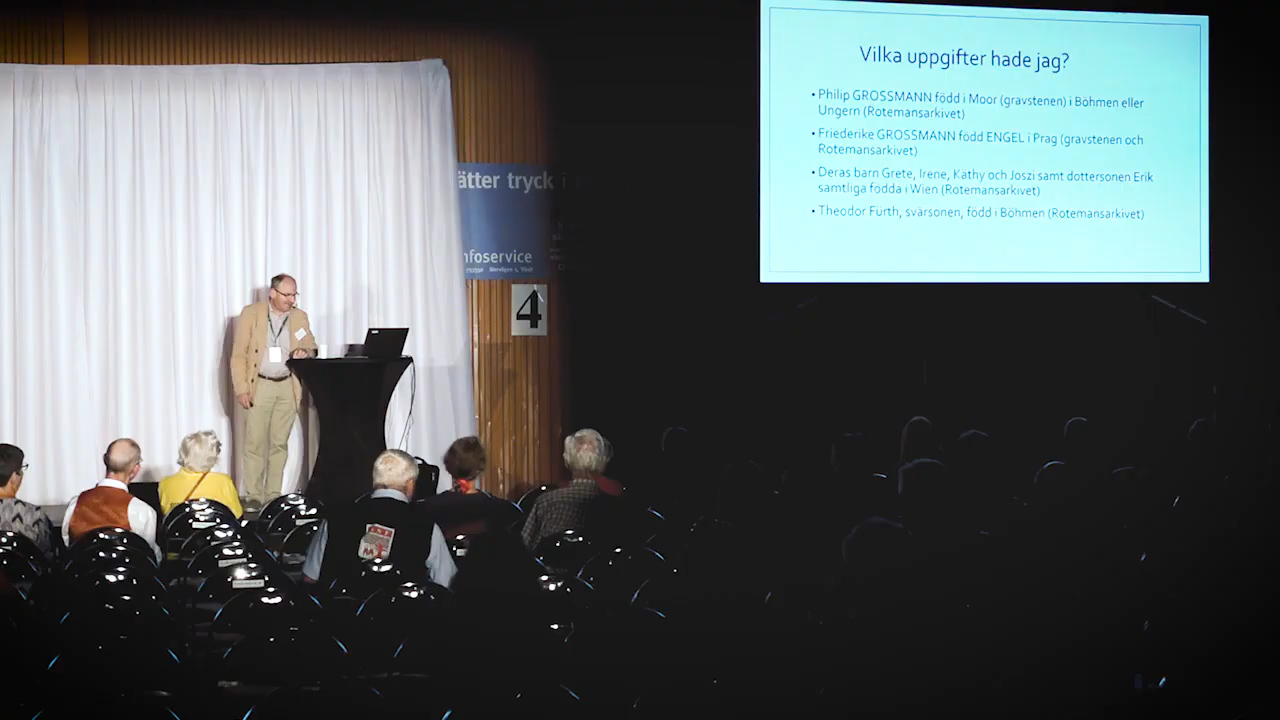 Vilka uppgifter hade jag?
• Philip GROSSMANN född i Moor (gravstenen) i Böhmen eller
Ungern (Rotemansarkivet)
• Friederike GROSSMANN född ENGEL i Prag (gravstenen och
Rotemansarkivet)
• Deras barn Grete, Irene, Kathy och Joszi samt dottersonen Erik
samtliga födda i Wien (Rotemansarkivet)
• Theodor Fürth, svärsonen, född i Böhmen (Rotemansarkivet)
ätter tryck i
nfoservice
4